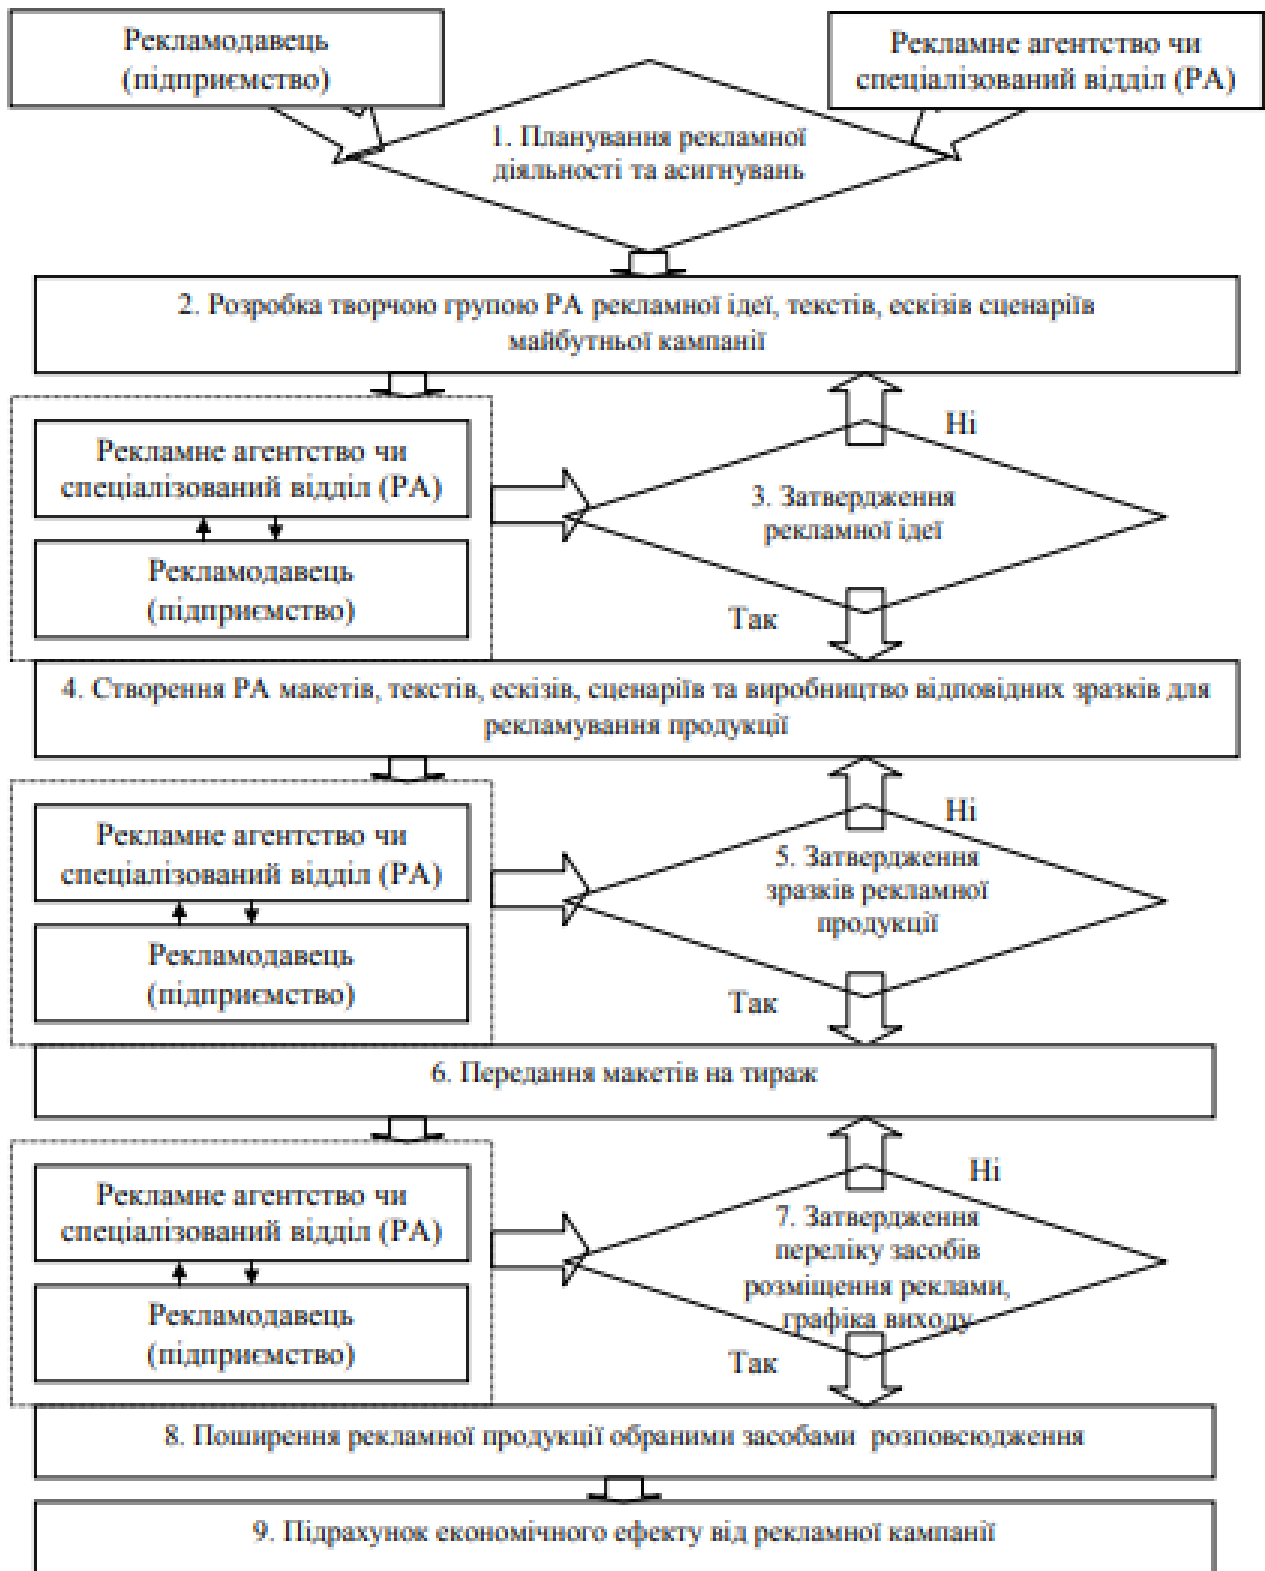 Рекламодавець
(підприємство)
Рекламне агентство чи
спеціалізований відділ (РА)
1. Планування рекламної
діяльності та асигнувань
2. Розробка творчою групою РА рекламної ідеї, текстів, ескізів сценаріїв
майбутньої кампанії
Рекламне агентство чи
спеціалізований відділ (РА)
Рекламодавець
(підприємство)
Ні
3. Затвердження
рекламної ідеї
Так
4. Створення РА макетів, текстів, ескізів, сценаріїв та виробництво відповідних зразків для
рекламування продукції
Рекламне агентство чи
спеціалізований відділ (РА)
Рекламодавець
(підприємство)
Ні
5. Затвердження
зразків рекламної
продукції
Так
6. Передання макетів на тираж
Рекламне агентство чи
спеціалізований відділ (РА)
Рекламодавець
(підприємство)
Ні
7. Затвердження
переліку засобів
розміщення реклами,
графіка виходу
Так
8. Поширення рекламної продукції обраними засобами розповсюдження
9. Підрахунок економічного ефекту від рекламної кампанії